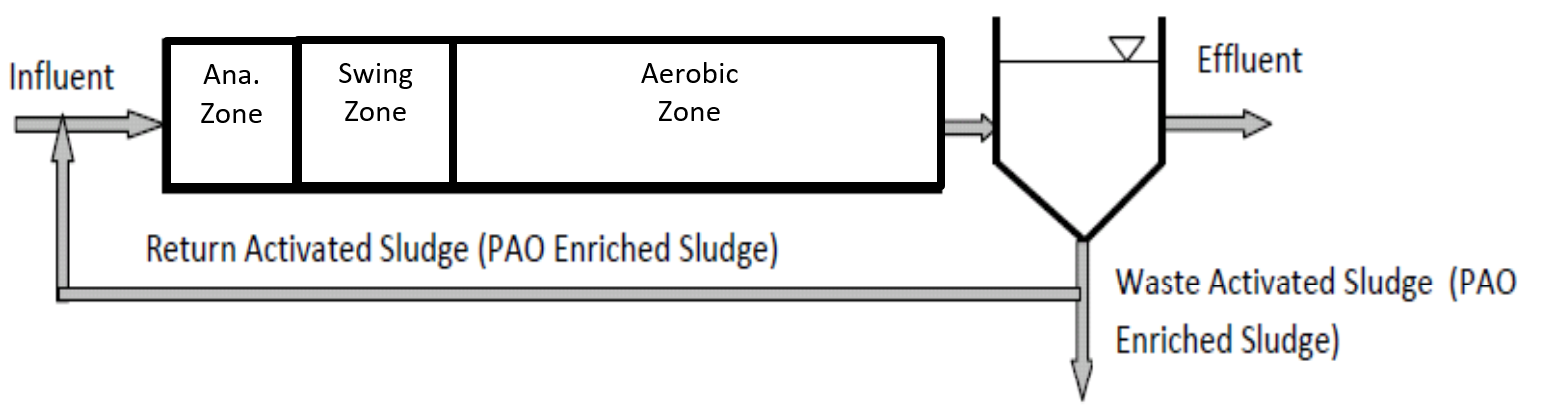 Influent
Ana.
Zone
Swing
Zone
Aerobic
Zone
Effluent
Return Activated Sludge (PAO Enriched Sludge)
Waste Activated Sludge (PAO
Enriched Sludge)